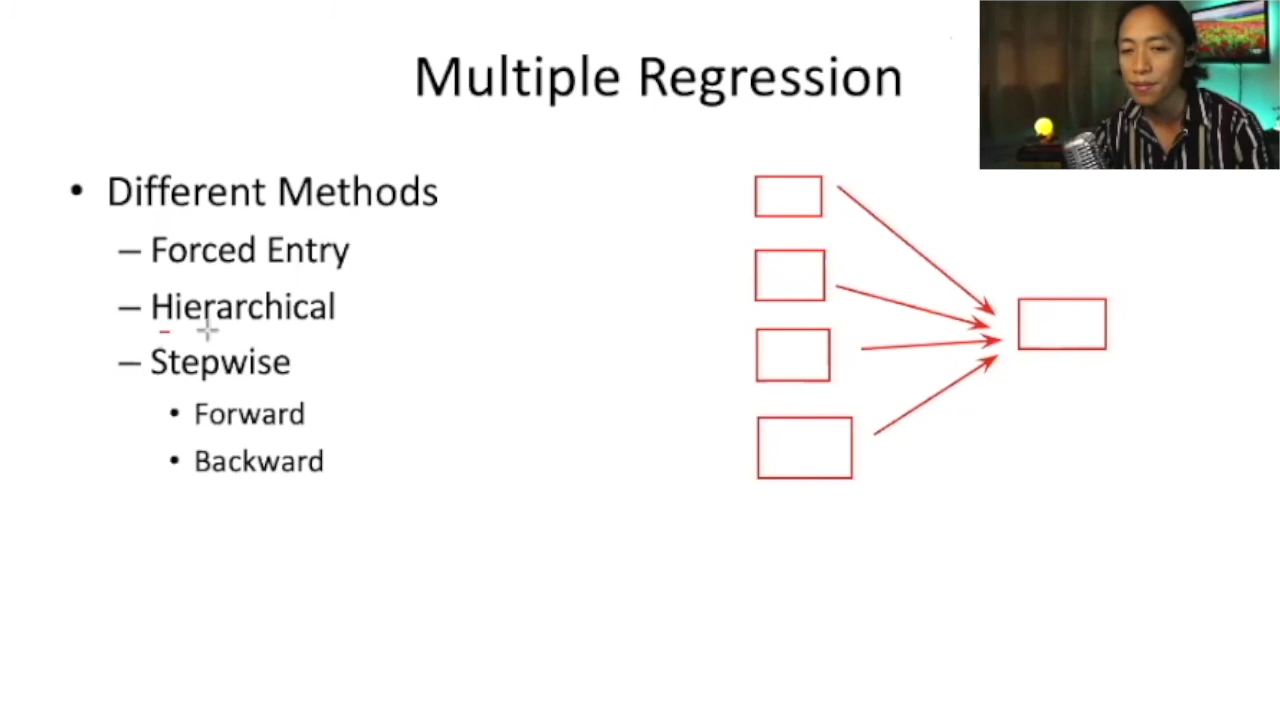 Multiple Regression
• Different Methods
– Forced Entry
– Hierarchical
– Stepwise
• Forward
• Backward